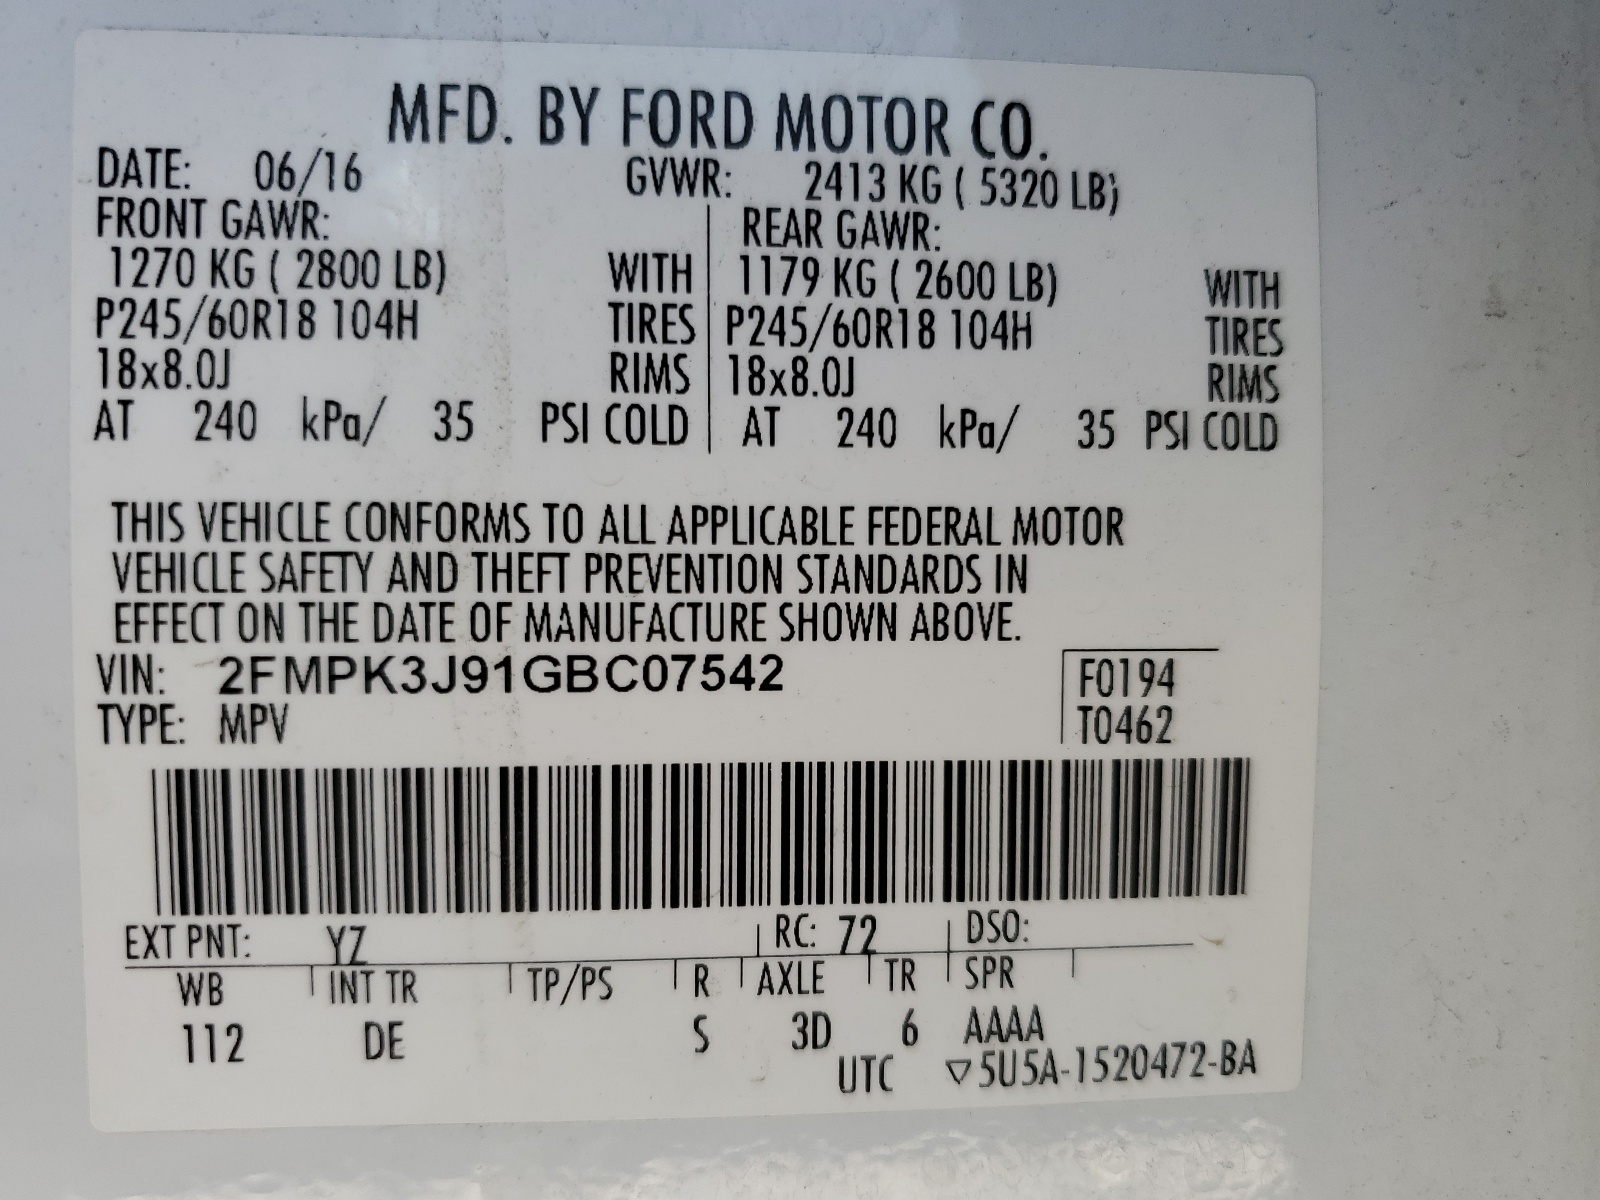 MFD. BY FORD MOTOR CO.
DATE: 06/16 GVWR: 2413 KG ( 5320 LB)
FRONT GAWR: REAR GAWR:
1270 KG ( 2800 LB) WITH 1179 KG ( 2600 LB) WITH
P245/60R18 104H TIRES P245/60R18 104H TIRES
18x8.0J RIMS 18x8.0J RIMS
AT 240 kPa/ 35 PSI COLD AT 240 kPa/ 35 PSI COLD
THIS VEHICLE CONFORMS TO ALL APPLICABLE FEDERAL MOTOR
VEHICLE SAFETY AND THEFT PREVENTION STANDARDS IN
EFFECT ON THE DATE OF MANUFACTURE SHOWN ABOVE.
VIN: 2FMPK3J91GBC07542 F0194
TYPE: MPV T0462
EXT PNT: YZ RC: 72 DSO:
WB INT TR TP/PS R AXLE TR SPR
112 DE S 3D 6 AAAA
UTC ▽5U5A-1520472-BA